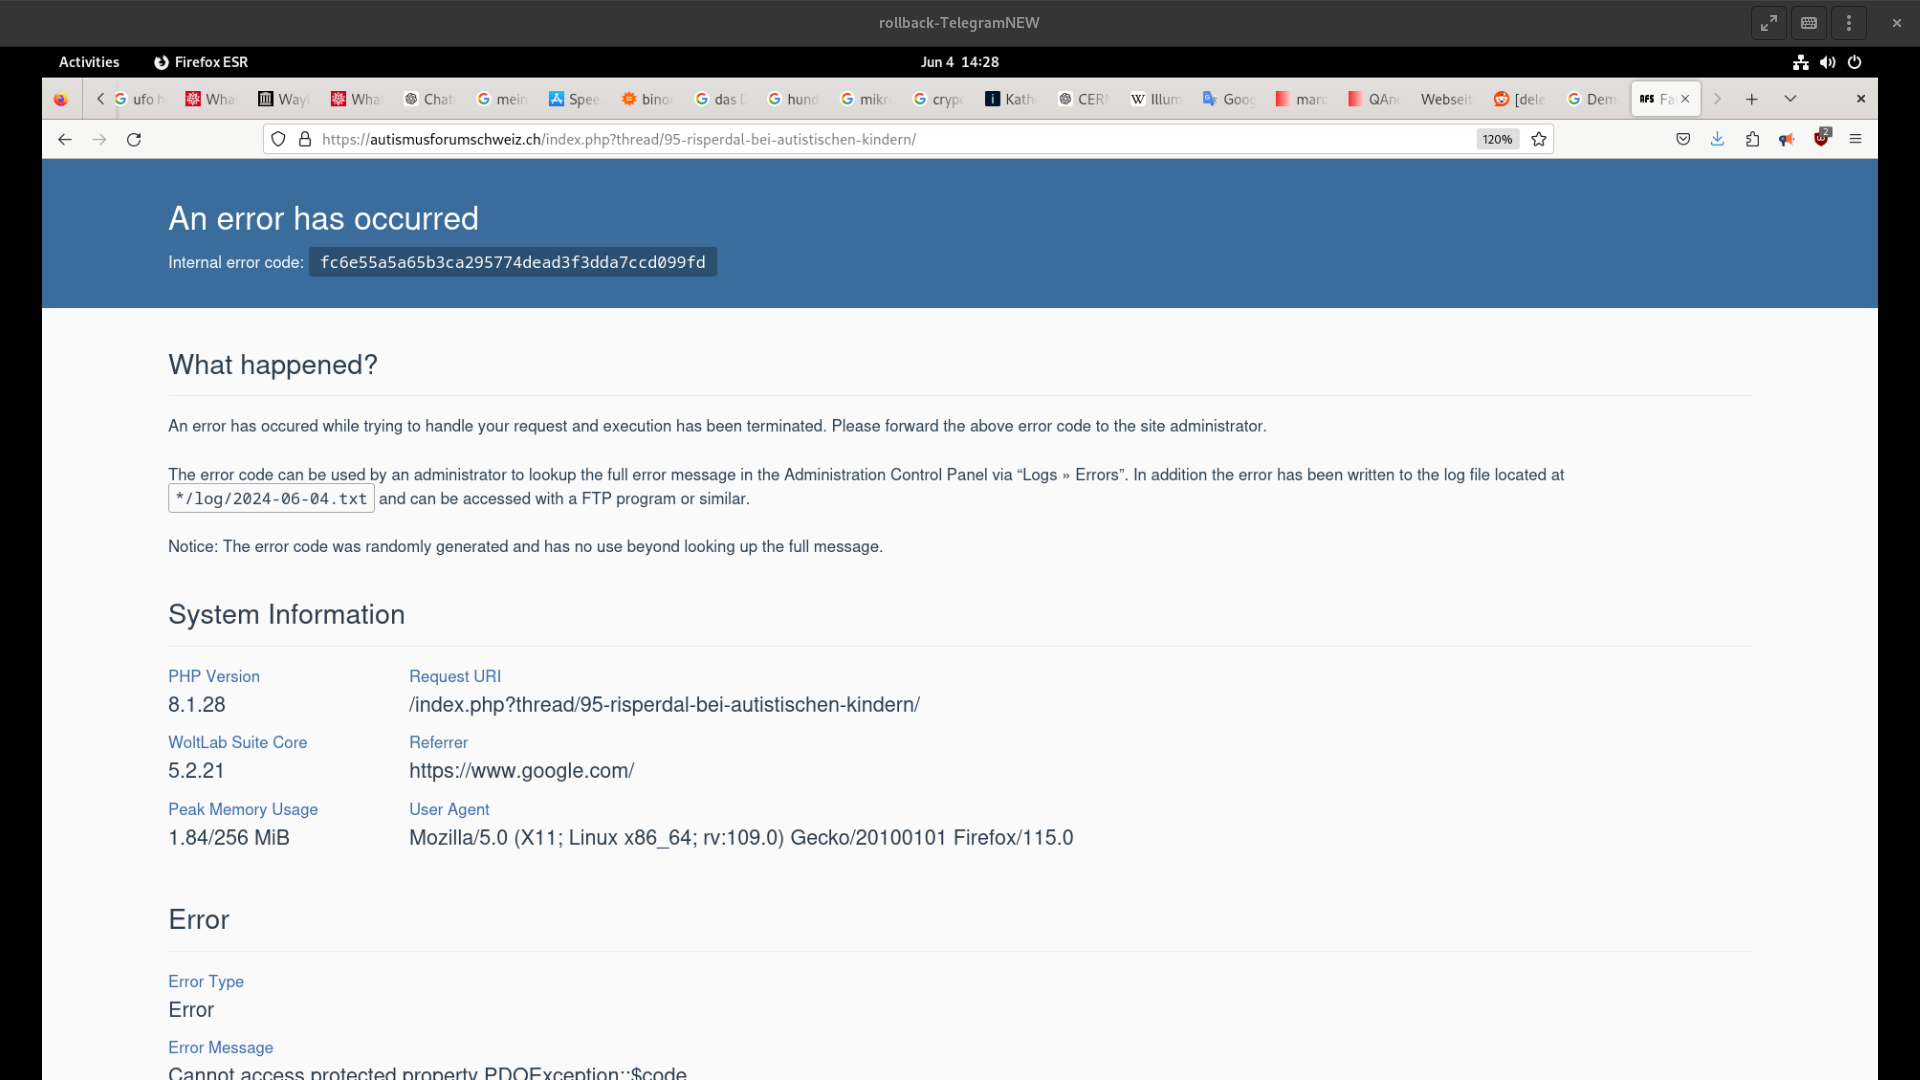 rollback-TelegramNEW
Activities Firefox ESR Jun 4 14:28
ufo Wha Way Wha Chat mein Spee bino das hund mikr cryp Kath CERN Illum Goog marc QAn Webseit [dele Dem Fa
https://autismusforumschweiz.ch/index.php?thread/95-risperdal-bei-autistischen-kindern/ 120% 2
An error has occurred
Internal error code: fc6e55a5a65b3ca295774dead3f3dda7ccd099fd
What happened?
An error has occured while trying to handle your request and execution has been terminated. Please forward the above error code to the site administrator.
The error code can be used by an administrator to lookup the full error message in the Administration Control Panel via “Logs » Errors”. In addition the error has been written to the log file located at
*/log/2024-06-04.txt and can be accessed with a FTP program or similar.
Notice: The error code was randomly generated and has no use beyond looking up the full message.
System Information
PHP Version Request URI
8.1.28 /index.php?thread/95-risperdal-bei-autistischen-kindern/
WoltLab Suite Core Referrer
5.2.21 https://www.google.com/
Peak Memory Usage User Agent
1.84/256 MiB Mozilla/5.0 (X11; Linux x86_64; rv:109.0) Gecko/20100101 Firefox/115.0
Error
Error Type
Error
Error Message
Cannot access protected property PDOException::$code